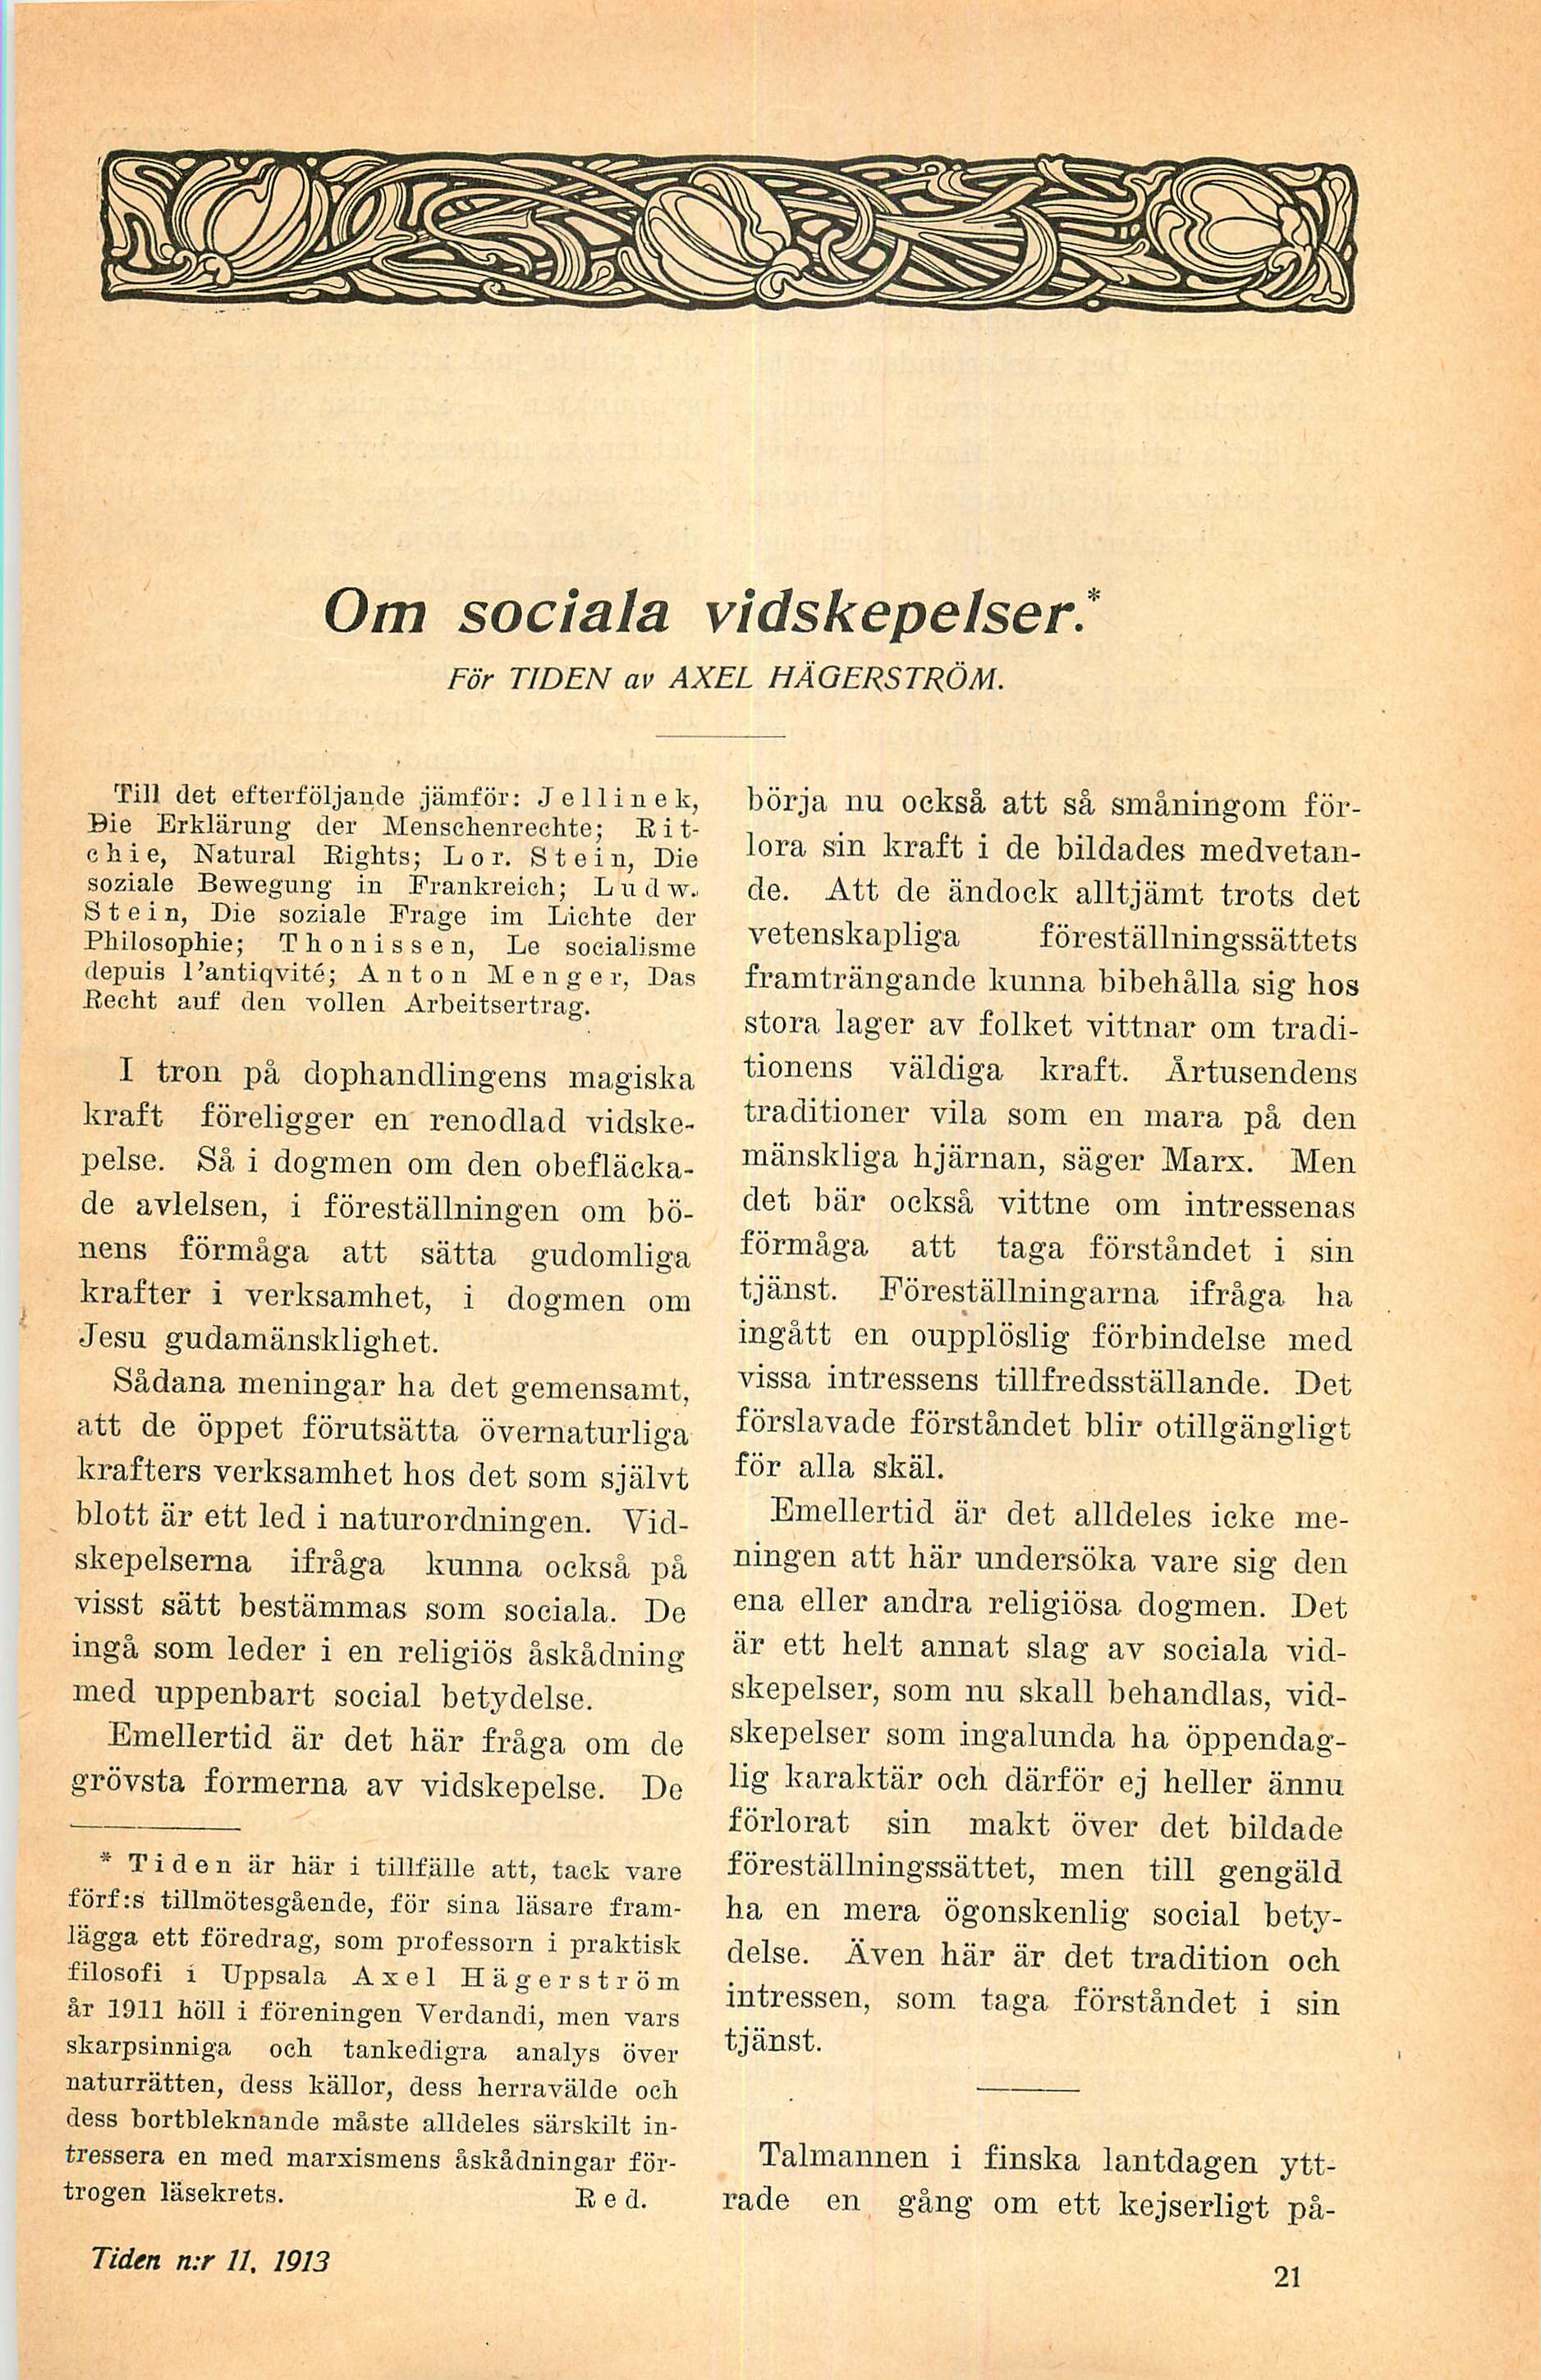 Om sociala vidskepelser.*
För TIDEN av AXEL HÄGERSTRÖM.
Till det efterföljande jämför: Jellinek,
Die Erklärung der Menschenrechte; Rit-
chie, Natural Rights; Lor. Stein, Die
soziale Bewegung in Frankreich; Ludw.
Stein, Die soziale Frage im Lichte der
Philosophie; Thonissen, Le socialisme
depuis l'antiqvité; Anton Menger, Das
Recht auf den vollen Arbeitsertrag.
I tron på dophandlingens magiska
kraft föreligger en renodlad vidske-
pelse. Så i dogmen om den obefläcka-
de avlelsen, i föreställningen om bö-
nens förmåga att sätta gudomliga
krafter i verksamhet, i dogmen om
Jesu gudamänsklighet.
Sådana meningar ha det gemensamt,
att de öppet förutsätta övernaturliga
krafters verksamhet hos det som självt
blott är ett led i naturordningen. Vid-
skepelserna ifråga kunna också på
visst sätt bestämmas som sociala. De
ingå som leder i en religiös åskådning
med uppenbart social betydelse.
Emellertid är det här fråga om de
grövsta formerna av vidskepelse. De
* Tiden är här i tillfälle att, tack vare
förf:s tillmötesgående, för sina läsare fram-
lägga ett föredrag, som professorn i praktisk
filosofi i Uppsala Axel Hägerström
år 1911 höll i föreningen Verdandi, men vars
skarpsinniga och tankedigra analys över
naturrätten, dess källor, dess herravälde och
dess bortbleknande måste alldeles särskilt in-
tressera en med marxismens åskådningar för-
trogen läsekrets. Red.
börja nu också att så småningom för-
lora sin kraft i de bildades medvetan-
de. Att de ändock alltjämt trots det
vetenskapliga föreställningssättets
framträngande kunna bibehålla sig hos
stora lager av folket vittnar om tradi-
tionens väldiga kraft. Årtusendens
traditioner vila som en mara på den
mänskliga hjärnan, säger Marx. Men
det bär också vittne om intressenas
förmåga att taga förståndet i sin
tjänst. Föreställningarna ifråga ha
ingått en oupplöslig förbindelse med
vissa intressens tillfredsställande. Det
förslavade förståndet blir otillgängligt
för alla skäl.
Emellertid är det alldeles icke me-
ningen att här undersöka vare sig den
ena eller andra religiösa dogmen. Det
är ett helt annat slag av sociala vid-
skepelser, som nu skall behandlas, vid-
skepelser som ingalunda ha öppendag-
lig karaktär och därför ej heller ännu
förlorat sin makt över det bildade
föreställningssättet, men till gengäld
ha en mera ögonskenlig social bety-
delse. Även här är det tradition och
intressen, som taga förståndet i sin
tjänst.
Talmannen i finska lantdagen ytt-
rade en gång om ett kejserligt på-
Tiden n:r 11. 1913
21